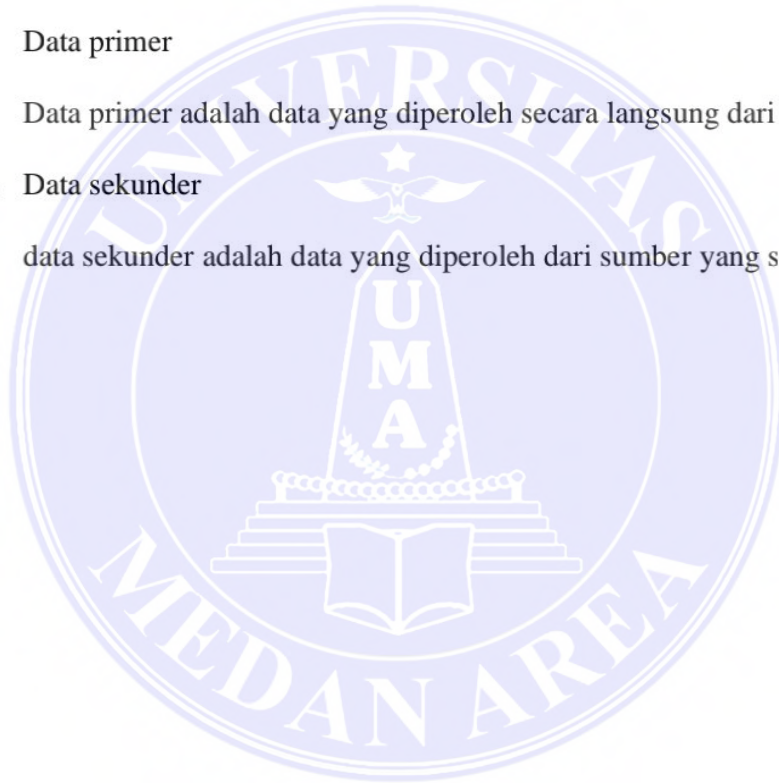 Data primer
Data primer adalah data yang diperoleh secara langsung dari
Data sekunder
data sekunder adalah data yang diperoleh dari sumber yang s
UNIVERSITAS
UMA
MEDAN AREA